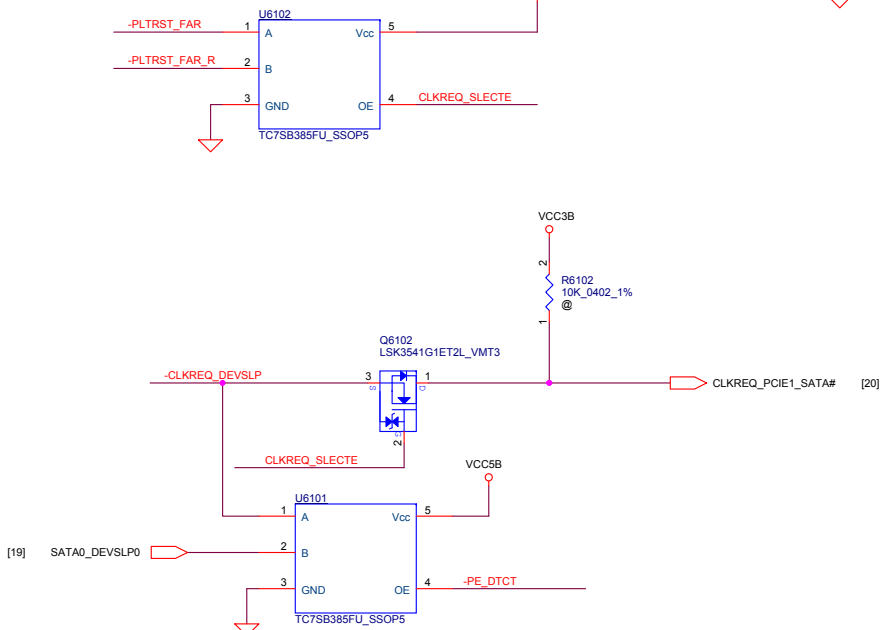 U6102
-PLTRST_FAR 1 A Vcc 5
-PLTRST_FAR_R 2 B
3 GND OE 4 CLKREQ_SLECTE
TC7SB385FU_SSOP5
VCC3B
2
R6102
10K_0402_1%
@
1
Q6102
LSK3541G1ET2L_VMT3
-CLKREQ_DEVSLP 3 S D 1 CLKREQ_PCIE1_SATA# [20]
G
2
CLKREQ_SLECTE
VCC5B
U6101
1 A Vcc 5
[19] SATA0_DEVSLP0 2 B
3 GND OE 4 -PE_DTCT
TC7SB385FU_SSOP5